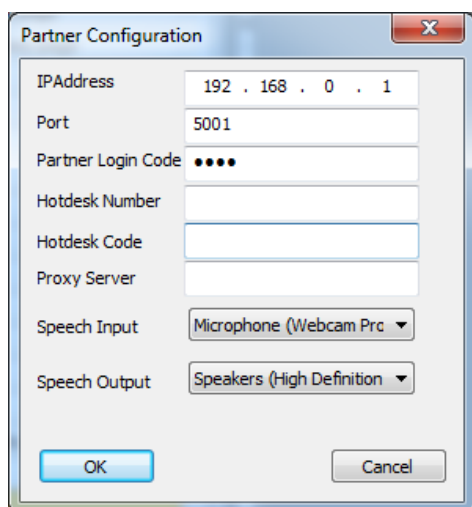 Partner Configuration
IPAddress 192 . 168 . 0 . 1
Port 5001
Partner Login Code ●●●●
Hotdesk Number
Hotdesk Code
Proxy Server
Speech Input Microphone (Webcam Pro
Speech Output Speakers (High Definition
OK Cancel